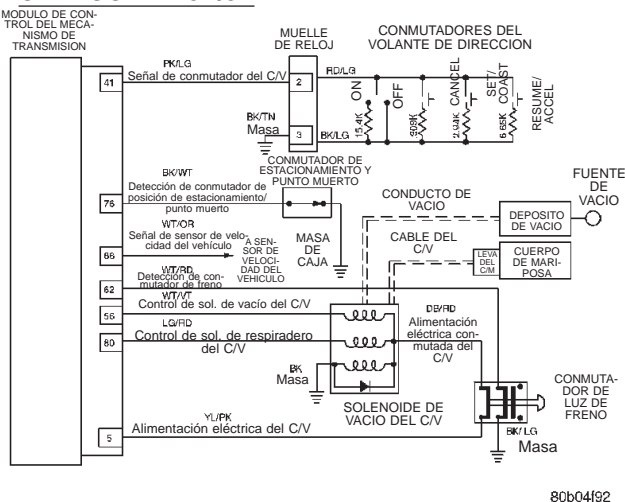 MODULO DE CON-
TROL DEL MECA-
NISMO DE
TRANSMISION
MUELLE
DE RELOJ
CONMUTADORES DEL
VOLANTE DE DIRECCION
41
PK/LG
Señal de conmutador del C/V
2
RD/LG
ON
OFF
CANCEL
SET/
COAST
RESUME/
ACCEL
15.4K
909K
2.94K
6.65K
BK/TN
Masa
3
BK/LG
CONMUTADOR DE
ESTACIONAMIENTO Y
PUNTO MUERTO
BK/WT
76
Detección de conmutador de
posición de estacionamiento/
punto muerto
MASA
DE
CAJA
WT/OR
66
Señal de sensor de velo-
cidad del vehículo
A SEN-
SOR DE
VELOCI-
DAD DEL
VEHICULO
CONDUCTO DE
VACIO
DEPOSITO
DE VACIO
FUENTE
DE
VACIO
CABLE DEL
C/V
LEVA
DEL
C/M
CUERPO
DE MARI-
POSA
WT/RD
62
Detección de con-
mutador de freno
WT/VT
56
Control de sol. de vacío del C/V
LG/RD
80
Control de sol. de respiradero
del C/V
DB/RD
Alimentación
eléctrica con-
mutada del
C/V
BK
Masa
SOLENOIDE DE
VACIO DEL C/V
CONMUTA-
DOR DE
LUZ DE
FRENO
BK/LG
Masa
YL/PK
5
Alimentación eléctrica del C/V
80b04f92